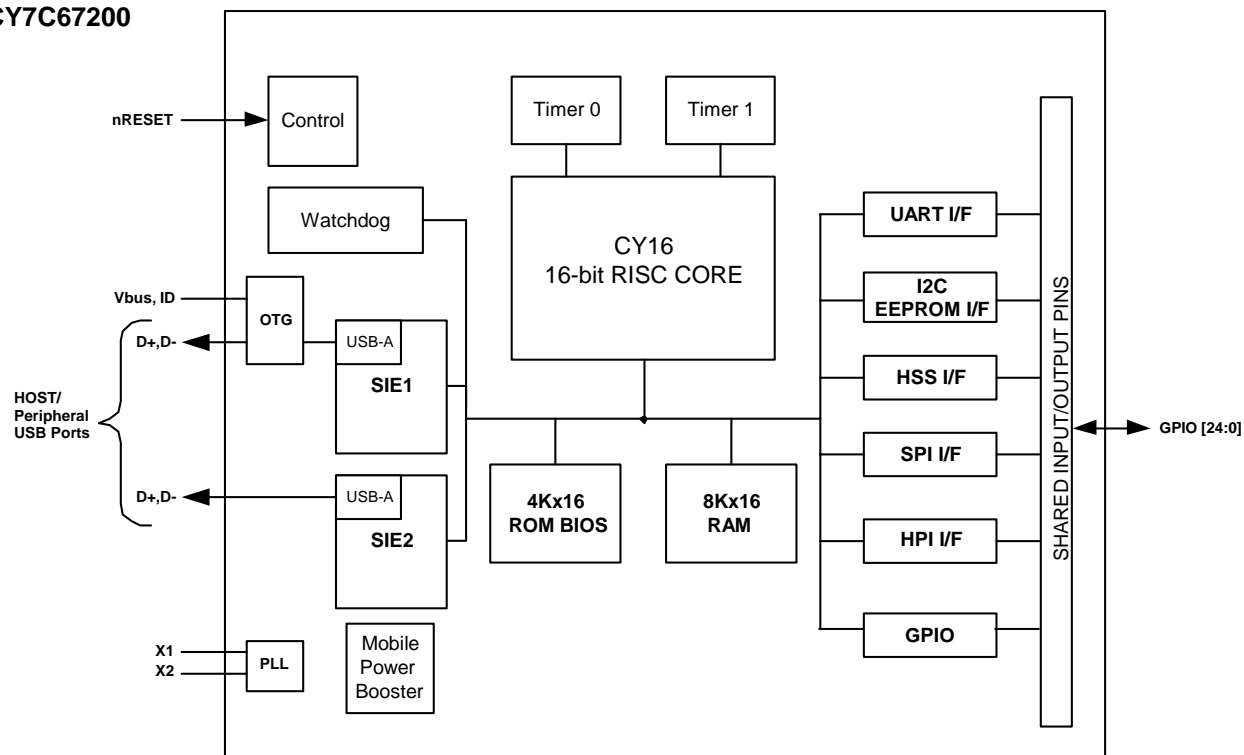 CY7C67200
nRESET
Control
Timer 0
Timer 1
Watchdog
CY16
16-bit RISC CORE
UART I/F
I2C
EEPROM I/F
HSS I/F
SPI I/F
HPI I/F
GPIO
SHARED INPUT/OUTPUT PINS
GPIO [24:0]
Vbus, ID
OTG
D+,D-
USB-A
SIE1
HOST/
Peripheral
USB Ports
D+,D-
USB-A
SIE2
4Kx16
ROM BIOS
8Kx16
RAM
X1
X2
PLL
Mobile
Power
Booster